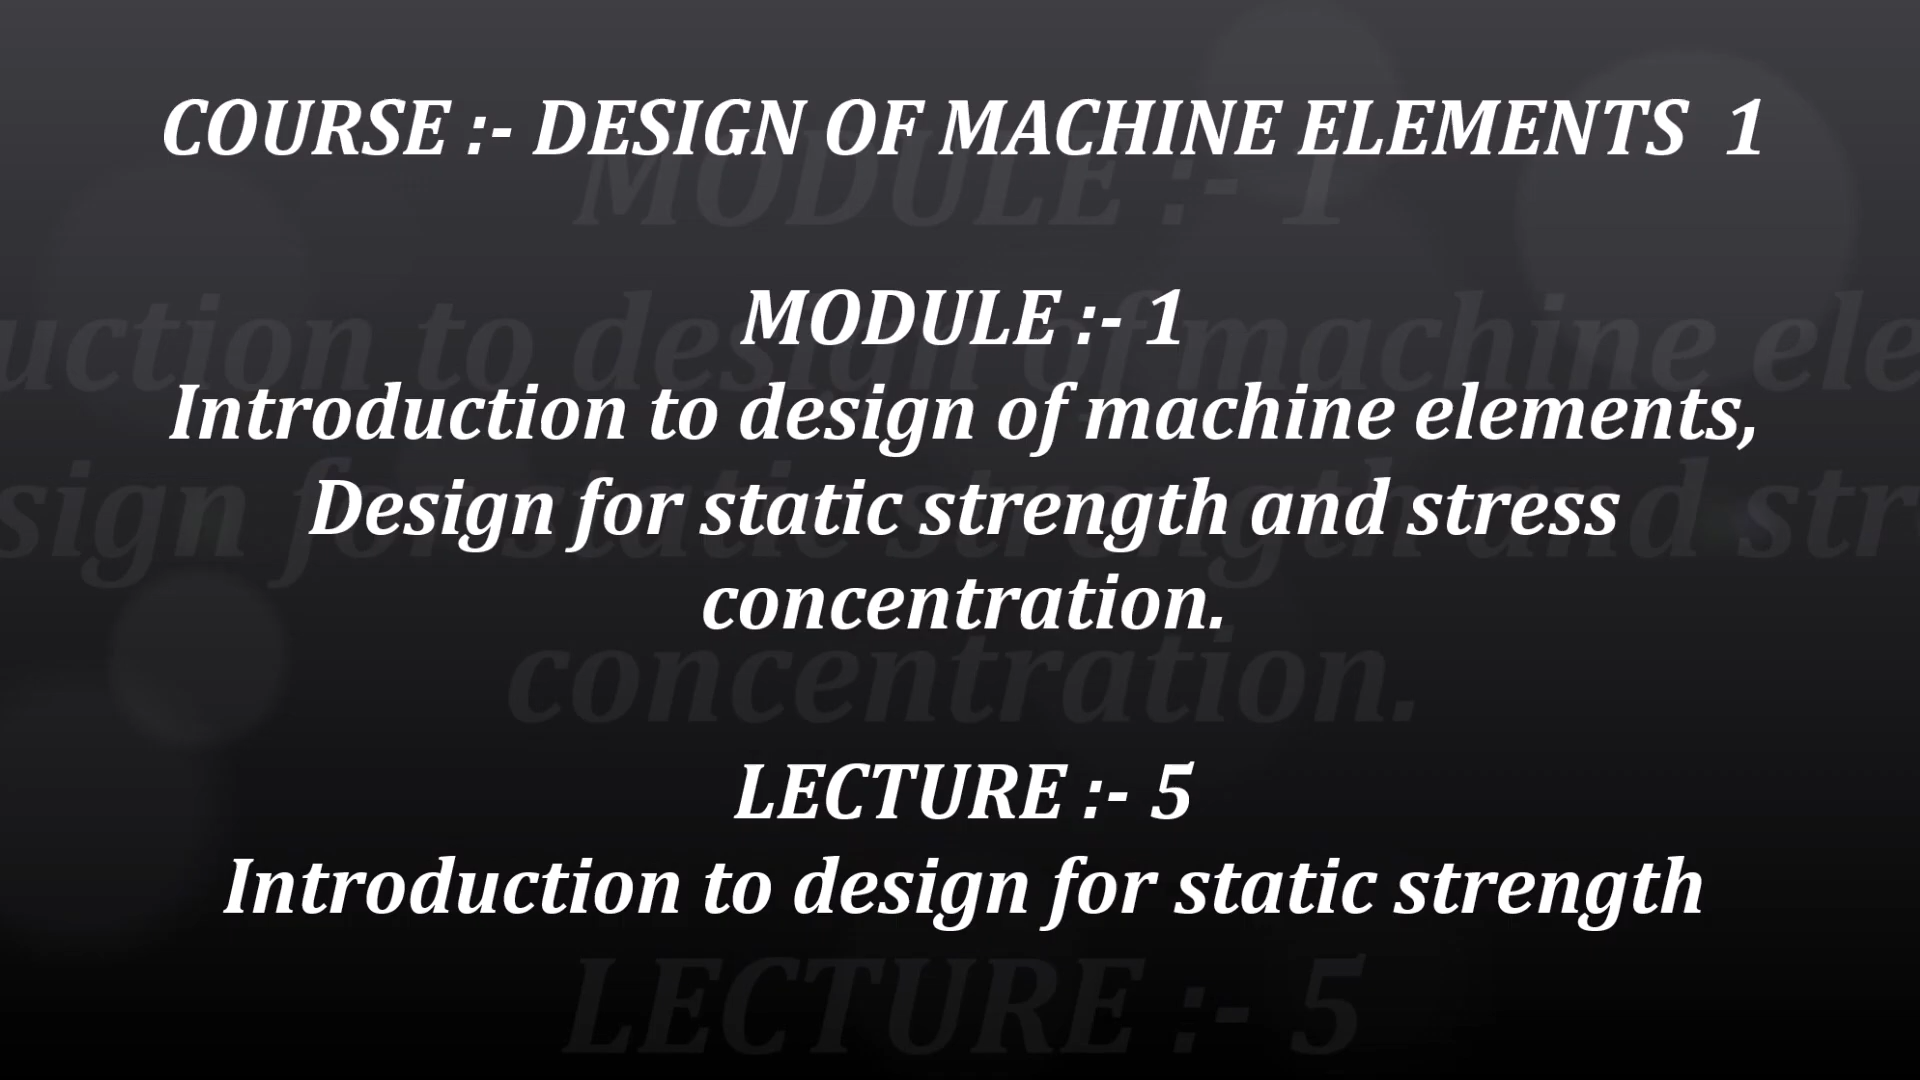 COURSE :- DESIGN OF MACHINE ELEMENTS 1
MODULE :- 1
Introduction to design of machine elements,
Design for static strength and stress
concentration.
LECTURE :- 5
Introduction to design for static strength